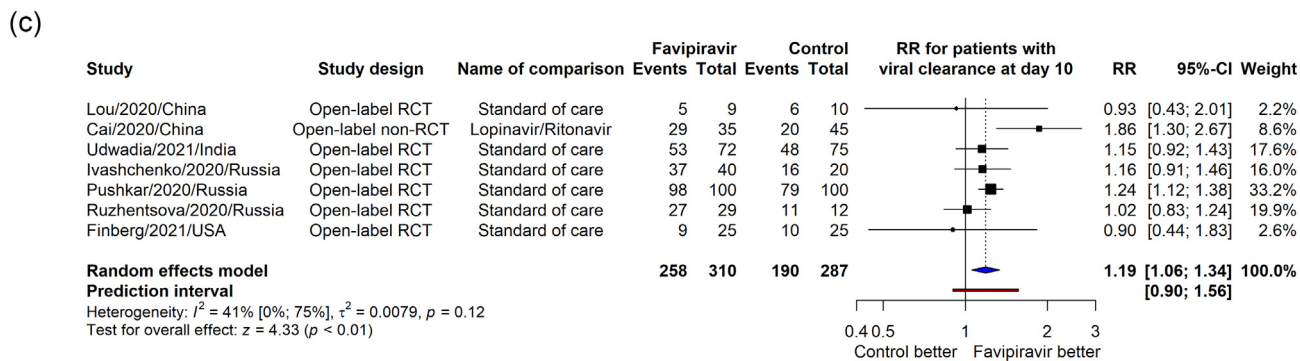 (c)
Favipiravir Control RR for patients with
Study Study design Name of comparison Events Total Events Total viral clearance at day 10 RR 95%-CI Weight
Lou/2020/China Open-label RCT Standard of care 5 9 6 10 0.93 [0.43; 2.01] 2.2%
Cai/2020/China Open-label non-RCT Lopinavir/Ritonavir 29 35 20 45 1.86 [1.30; 2.67] 8.6%
Udwadia/2021/India Open-label RCT Standard of care 53 72 48 75 1.15 [0.92; 1.43] 17.6%
Ivashchenko/2020/Russia Open-label RCT Standard of care 37 40 16 20 1.16 [0.91; 1.46] 16.0%
Pushkar/2020/Russia Open-label RCT Standard of care 98 100 79 100 1.24 [1.12; 1.38] 33.2%
Ruzhentsova/2020/Russia Open-label RCT Standard of care 27 29 11 12 1.02 [0.83; 1.24] 19.9%
Finberg/2021/USA Open-label RCT Standard of care 9 25 10 25 0.90 [0.44; 1.83] 2.6%
Random effects model 258 310 190 287 1.19 [1.06; 1.34] 100.0%
Prediction interval [0.90; 1.56]
Heterogeneity: I² = 41% [0%; 75%], τ² = 0.0079, p = 0.12
Test for overall effect: z = 4.33 (p < 0.01)
0.4 0.5 1 2 3
Control better Favipiravir better